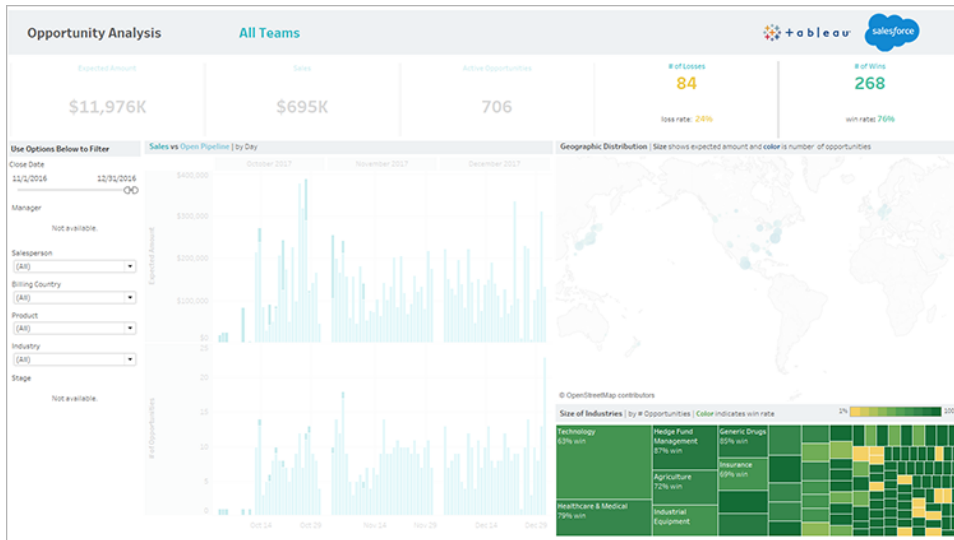 Opportunity Analysis
All Teams
+ a b l e a u
salesforce
Expected Amount
$11,976K
Sales
$695K
Active Opportunities
706
# of Losses
84
loss rate: 24%
# of Wins
268
win rate: 76%
Use Options Below to Filter
Close Date
11/1/2016 12/31/2016
Manager
Not available.
Salesperson
(All)
Billing Country
(All)
Product
(All)
Industry
(All)
Stage
Not available.
Sales vs Open Pipeline | by Day
October 2017 November 2017 December 2017
Expected Amount
$400,000
$300,000
$200,000
$100,000
$0
# of Opportunities
25
20
15
10
5
0
Oct 14 Oct 29 Nov 14 Nov 29 Dec 14 Dec 29
Geographic Distribution | Size shows expected amount and color is number of opportunities
© OpenStreetMap contributors
Size of Industries | by # Opportunities | Color indicates win rate
1% 100
Technology
63% win
Healthcare & Medical
79% win
Hedge Fund
Management
87% win
Agriculture
72% win
Industrial
Equipment
Generic Drugs
85% win
Insurance
69% win